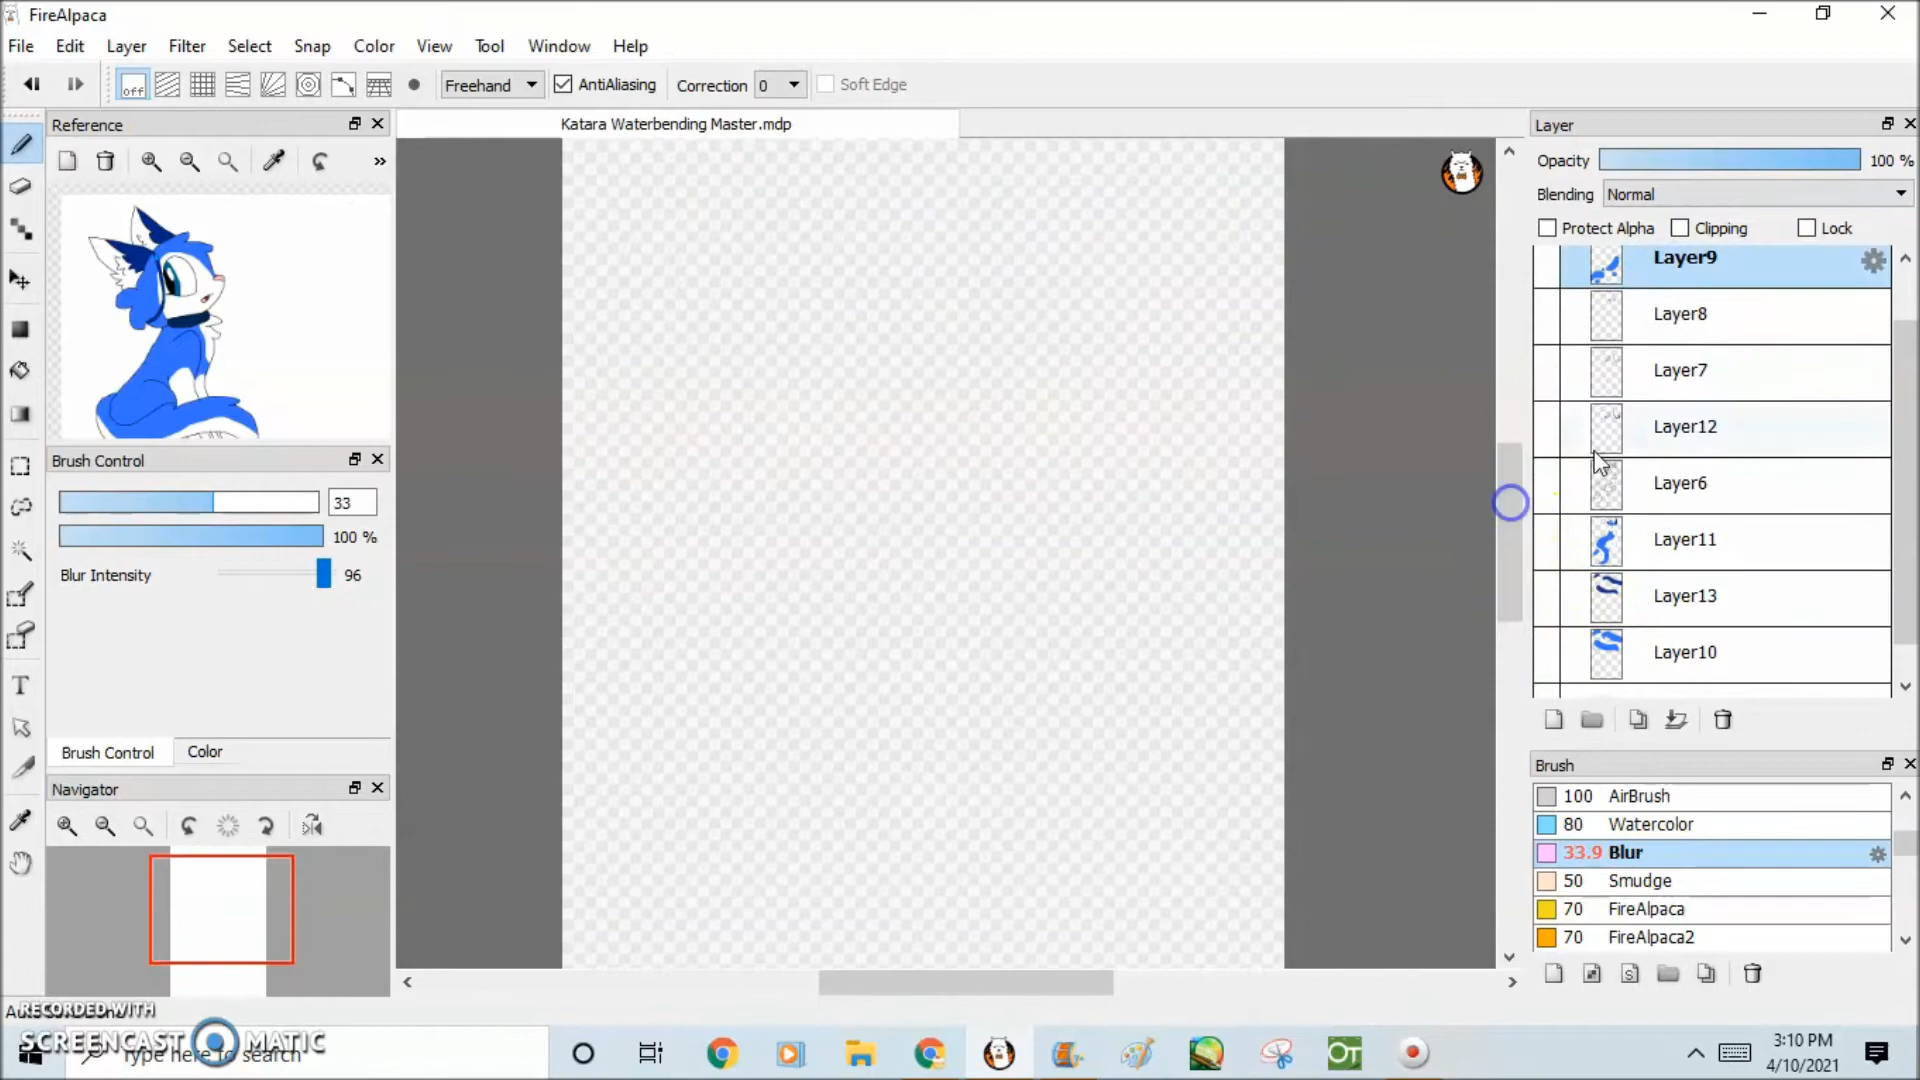 FireAlpaca
File Edit Layer Filter Select Snap Color View Tool Window Help
off Freehand AntiAliasing Correction 0 Soft Edge
Reference
Katara Waterbending Master.mdp
Layer
Opacity 100 %
Blending Normal
Protect Alpha Clipping Lock
Layer9
Layer8
Layer7
Layer12
Layer6
Layer11
Layer13
Layer10
Brush Control
33
100 %
Blur Intensity 96
Brush Control Color
Navigator
Brush
100 AirBrush
80 Watercolor
33.9 Blur
50 Smudge
70 FireAlpaca
70 FireAlpaca2
RECORDED WITH
SCREENCAST MATIC
Type here to search
OT
3:10 PM
4/10/2021